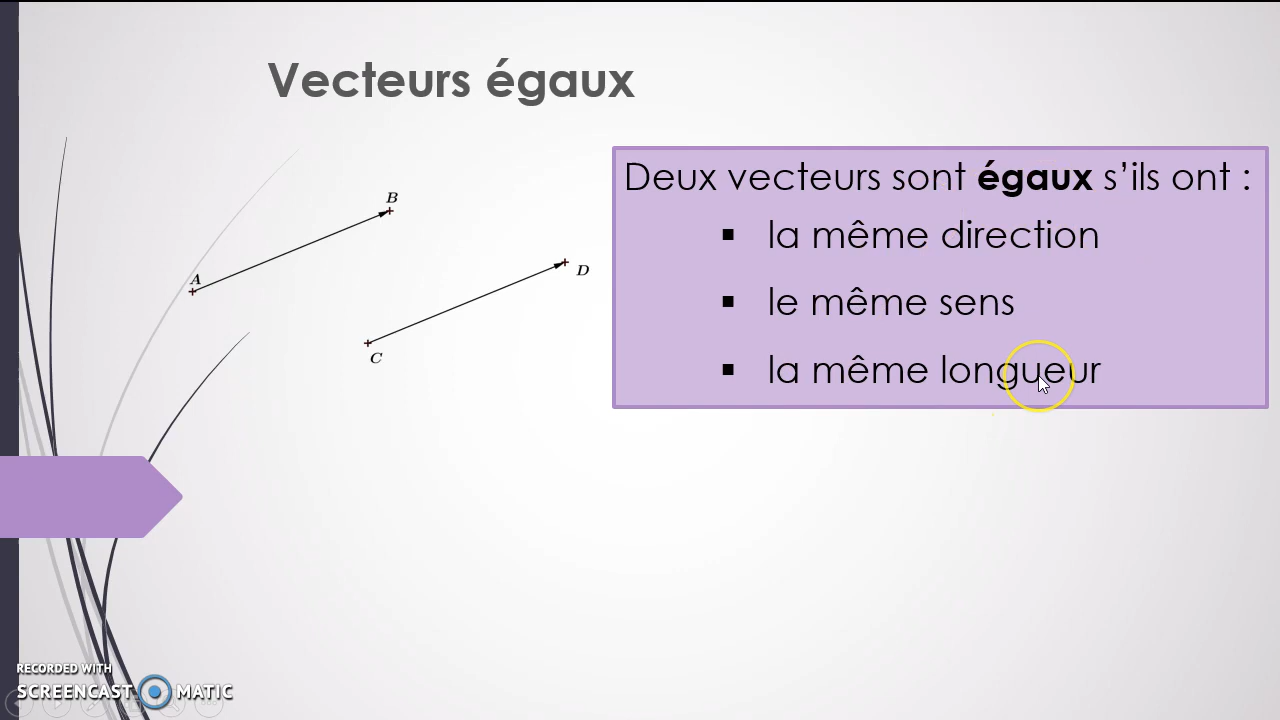 Vecteurs égaux
Deux vecteurs sont égaux s’ils ont :
▪ la même direction
▪ le même sens
▪ la même longueur
B
A
D
C
RECORDED WITH
SCREENCAST MATIC